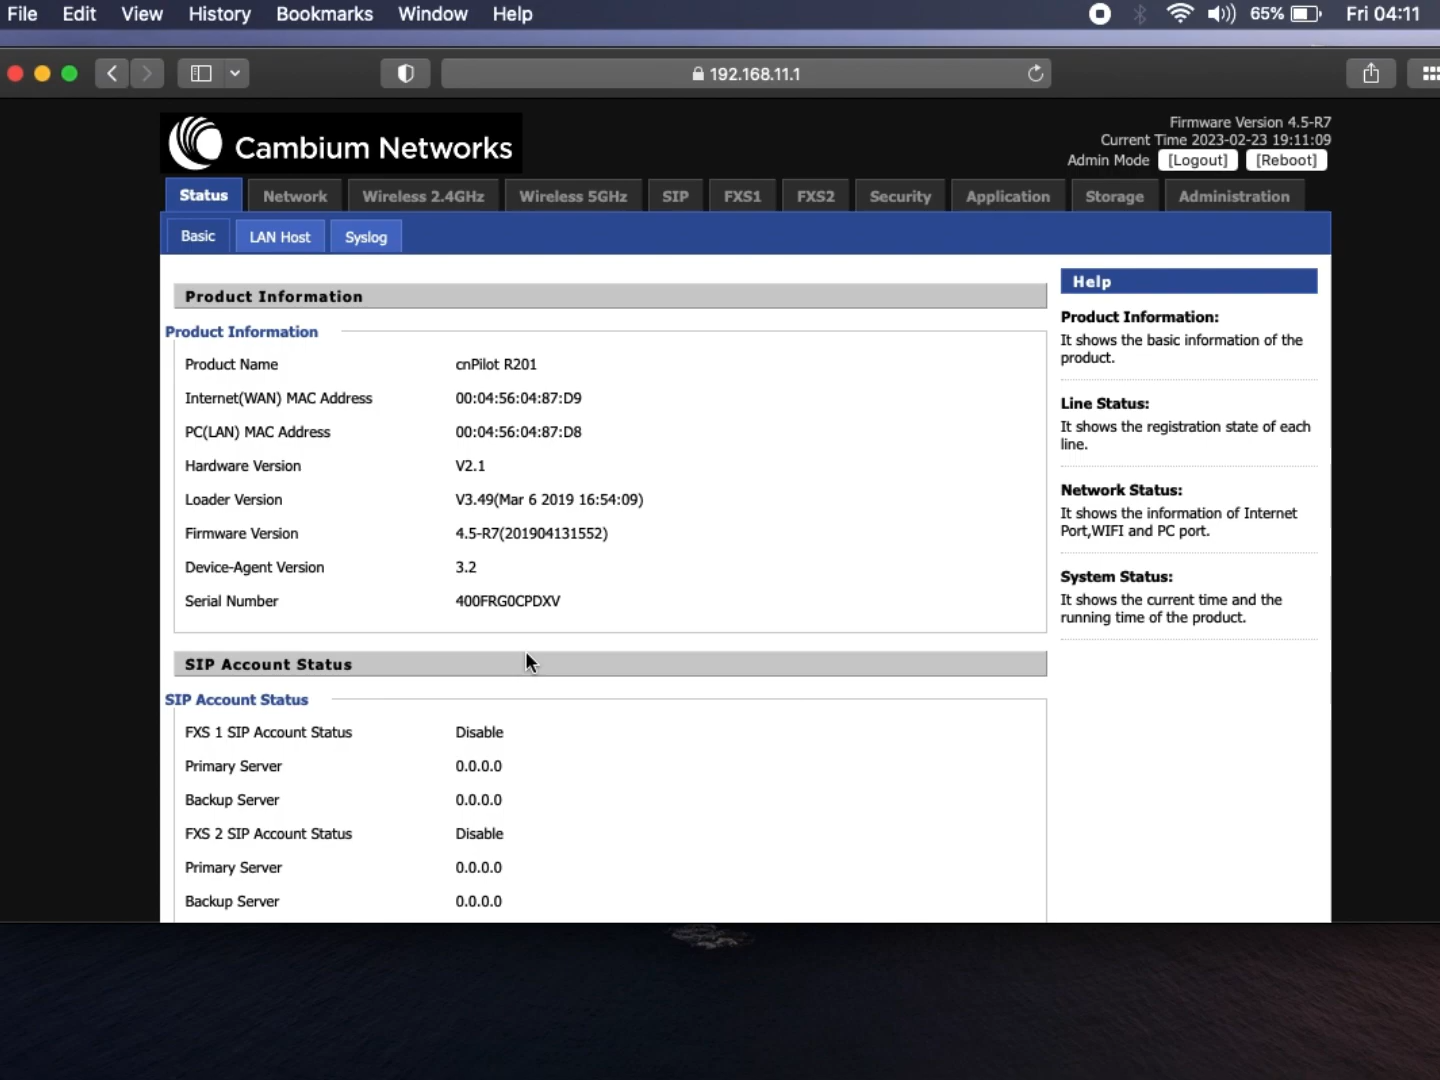 File Edit View History Bookmarks Window Help 65% Fri 04:11
192.168.11.1
Cambium Networks
Firmware Version 4.5-R7
Current Time 2023-02-23 19:11:09
Admin Mode [Logout] [Reboot]
Status Network Wireless 2.4GHz Wireless 5GHz SIP FXS1 FXS2 Security Application Storage Administration
Basic LAN Host Syslog
Product Information
Product Information
Product Name cnPilot R201
Internet(WAN) MAC Address 00:04:56:04:87:D9
PC(LAN) MAC Address 00:04:56:04:87:D8
Hardware Version V2.1
Loader Version V3.49(Mar 6 2019 16:54:09)
Firmware Version 4.5-R7(201904131552)
Device-Agent Version 3.2
Serial Number 400FRG0CPDXV
SIP Account Status
SIP Account Status
FXS 1 SIP Account Status Disable
Primary Server 0.0.0.0
Backup Server 0.0.0.0
FXS 2 SIP Account Status Disable
Primary Server 0.0.0.0
Backup Server 0.0.0.0
Help
Product Information:
It shows the basic information of the
product.
Line Status:
It shows the registration state of each
line.
Network Status:
It shows the information of Internet
Port,WIFI and PC port.
System Status:
It shows the current time and the
running time of the product.